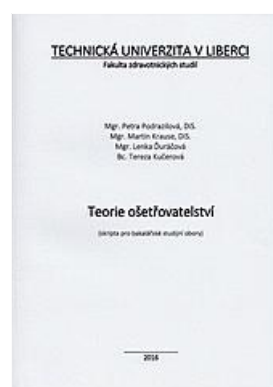 TECHNICKÁ UNIVERZITA V LIBERCI
Fakulta zdravotnických studií
Mgr. Petra Podrazilová, DiS.
Mgr. Martin Krause, DiS.
Mgr. Lenka Ďuráčová
Bc. Tereza Kučerová
Teorie ošetřovatelství
(skripta pro bakalářské studijní obory)
2016